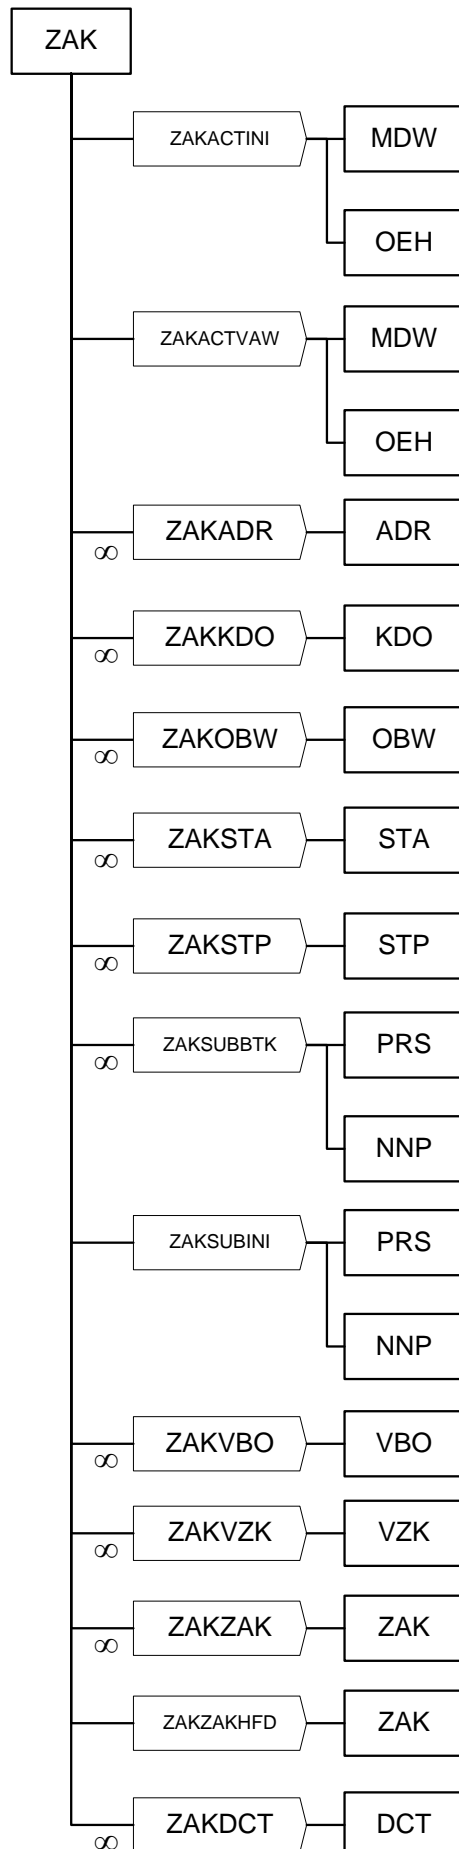 ZAK
ZAKACTINI MDW
OEH
ZAKACTVAW MDW
OEH
∞ ZAKADR ADR
∞ ZAKKDO KDO
∞ ZAKOBW OBW
∞ ZAKSTA STA
∞ ZAKSTP STP
∞ ZAKSUBBTK PRS
NNP
ZAKSUBINI PRS
NNP
∞ ZAKVBO VBO
∞ ZAKVZK VZK
∞ ZAKZAK ZAK
ZAKZAKHFD ZAK
∞ ZAKDCT DCT